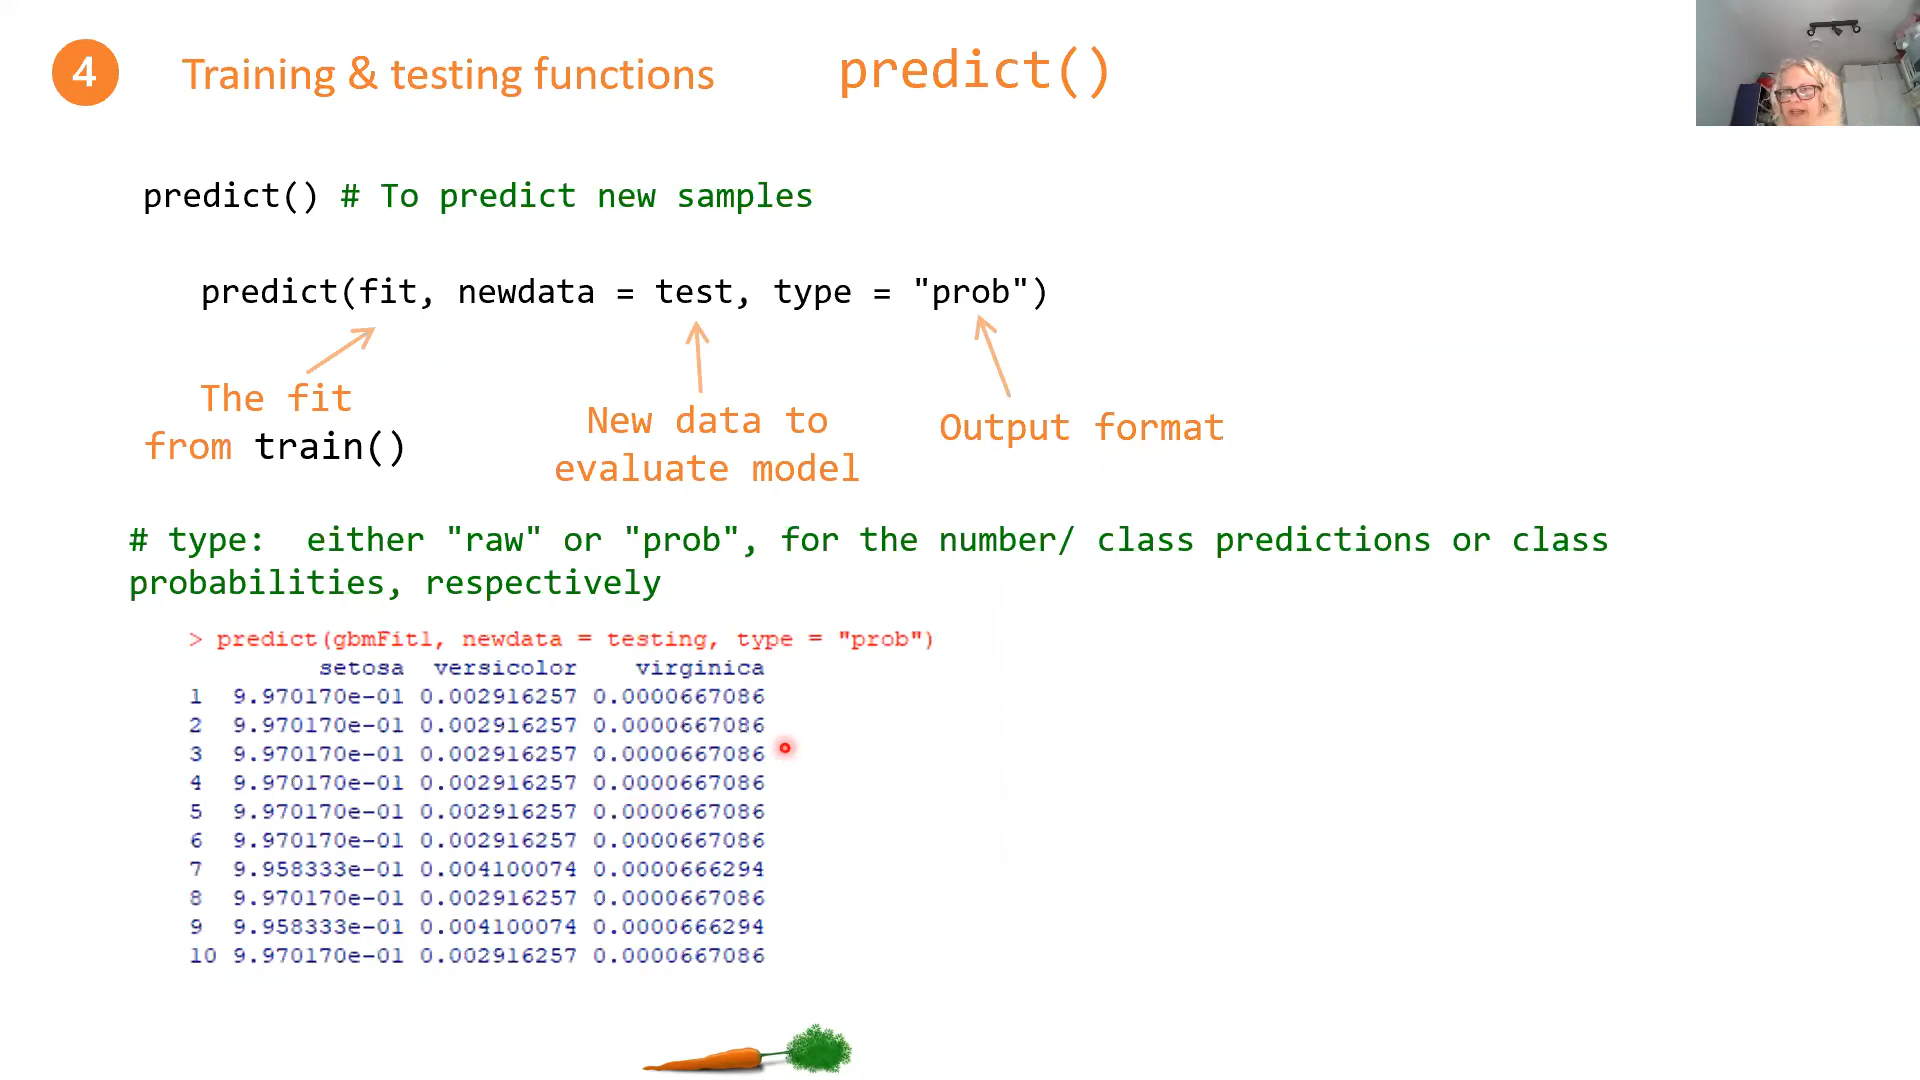 4 Training & testing functions predict()
predict() # To predict new samples
predict(fit, newdata = test, type = "prob")
The fit
from train()
New data to
evaluate model
Output format
# type:  either "raw" or "prob", for the number/ class predictions or class
probabilities, respectively
> predict(gbmFit1, newdata = testing, type = "prob")
setosa versicolor virginica
1 9.970170e-01 0.002916257 0.0000667086
2 9.970170e-01 0.002916257 0.0000667086
3 9.970170e-01 0.002916257 0.0000667086
4 9.970170e-01 0.002916257 0.0000667086
5 9.970170e-01 0.002916257 0.0000667086
6 9.970170e-01 0.002916257 0.0000667086
7 9.958333e-01 0.004100074 0.0000666294
8 9.970170e-01 0.002916257 0.0000667086
9 9.958333e-01 0.004100074 0.0000666294
10 9.970170e-01 0.002916257 0.0000667086